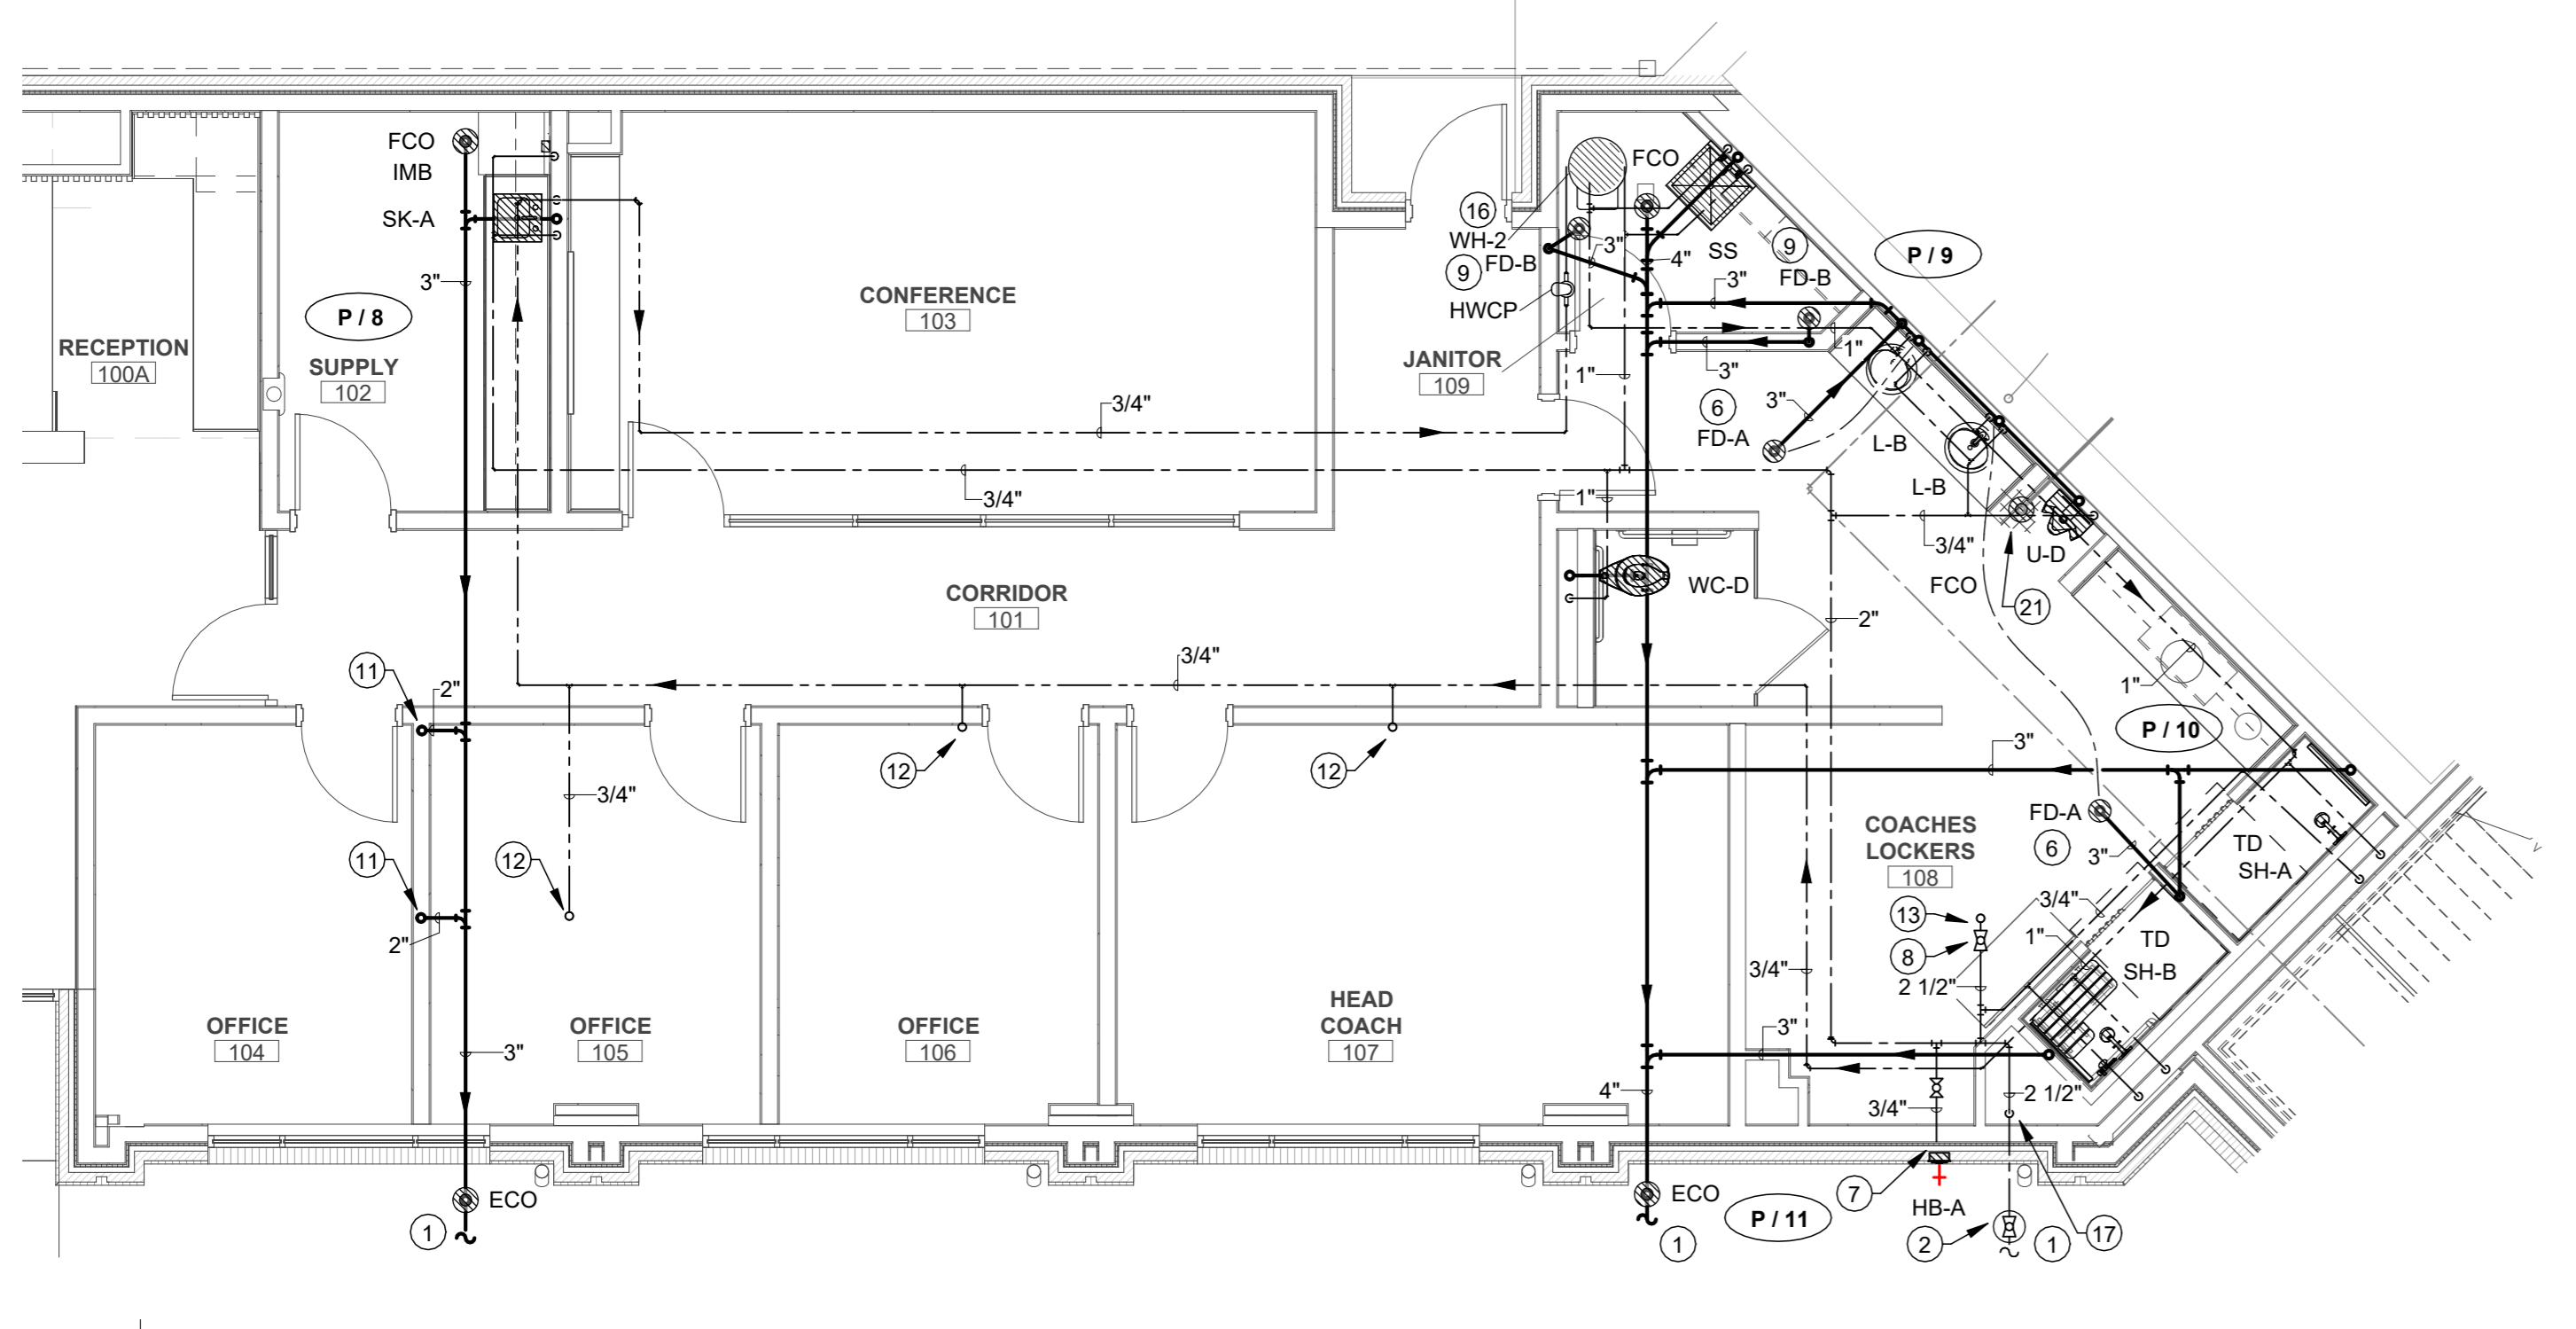 FCO
IMB
SK-A
3"
P / 8
RECEPTION
100A
SUPPLY
102
CONFERENCE
103
3/4"
3/4"
16
WH-2
9
FD-B
HWCP
FCO
3"
4"
SS
9
FD-B
P / 9
3"
JANITOR
109
1"
3"
1"
6
FD-A
3"
L-B
L-B
1"
3/4"
U-D
FCO
21
WC-D
2"
CORRIDOR
101
3/4"
11
2"
12
12
3/4"
11
12
2"
1"
P / 10
3"
FD-A
6
3"
TD
SH-A
COACHES
LOCKERS
108
3/4"
13
8
1"
TD
SH-B
3/4"
2 1/2"
OFFICE
104
OFFICE
105
OFFICE
106
HEAD
COACH
107
3"
3"
4"
3/4"
2 1/2"
ECO
1
ECO
1
P / 11
7
HB-A
2
1
17